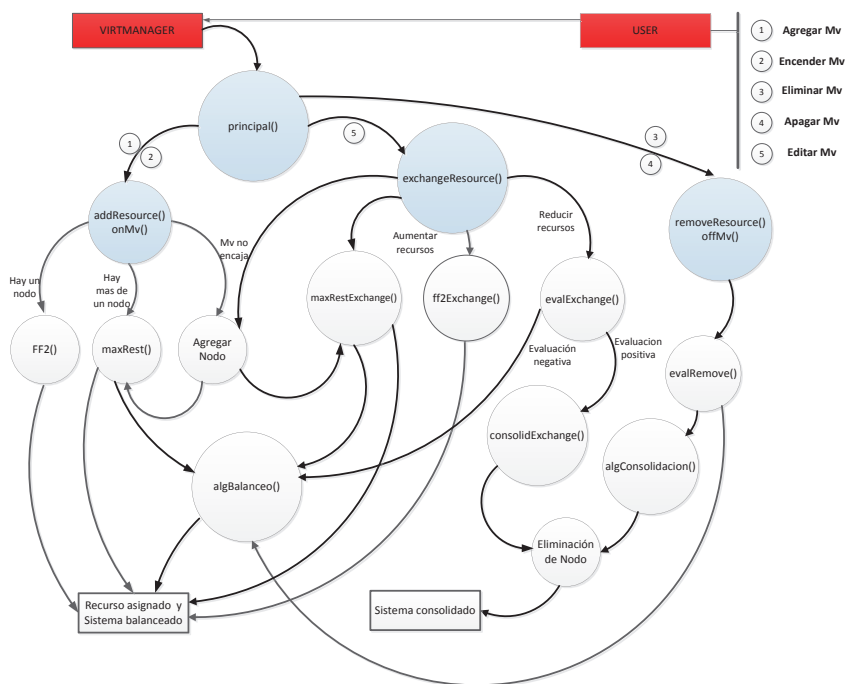 VIRTMANAGER
USER
1 Agregar Mv
2 Encender Mv
3 Eliminar Mv
4 Apagar Mv
5 Editar Mv
principal()
1
2
5
3
4
exchangeResource()
addResource()
onMv()
removeResource()
offMv()
Mv no
encaja
Aumentar
recursos
Reducir
recursos
Hay un
nodo
Hay
mas de
un nodo
maxRestExchange()
ff2Exchange()
evalExchange()
FF2()
maxRest()
Agregar
Nodo
Evaluación
negativa
Evaluacion
positiva
evalRemove()
consolidExchange()
algConsolidacion()
algBalanceo()
Eliminación
de Nodo
Recurso asignado y
Sistema balanceado
Sistema consolidado